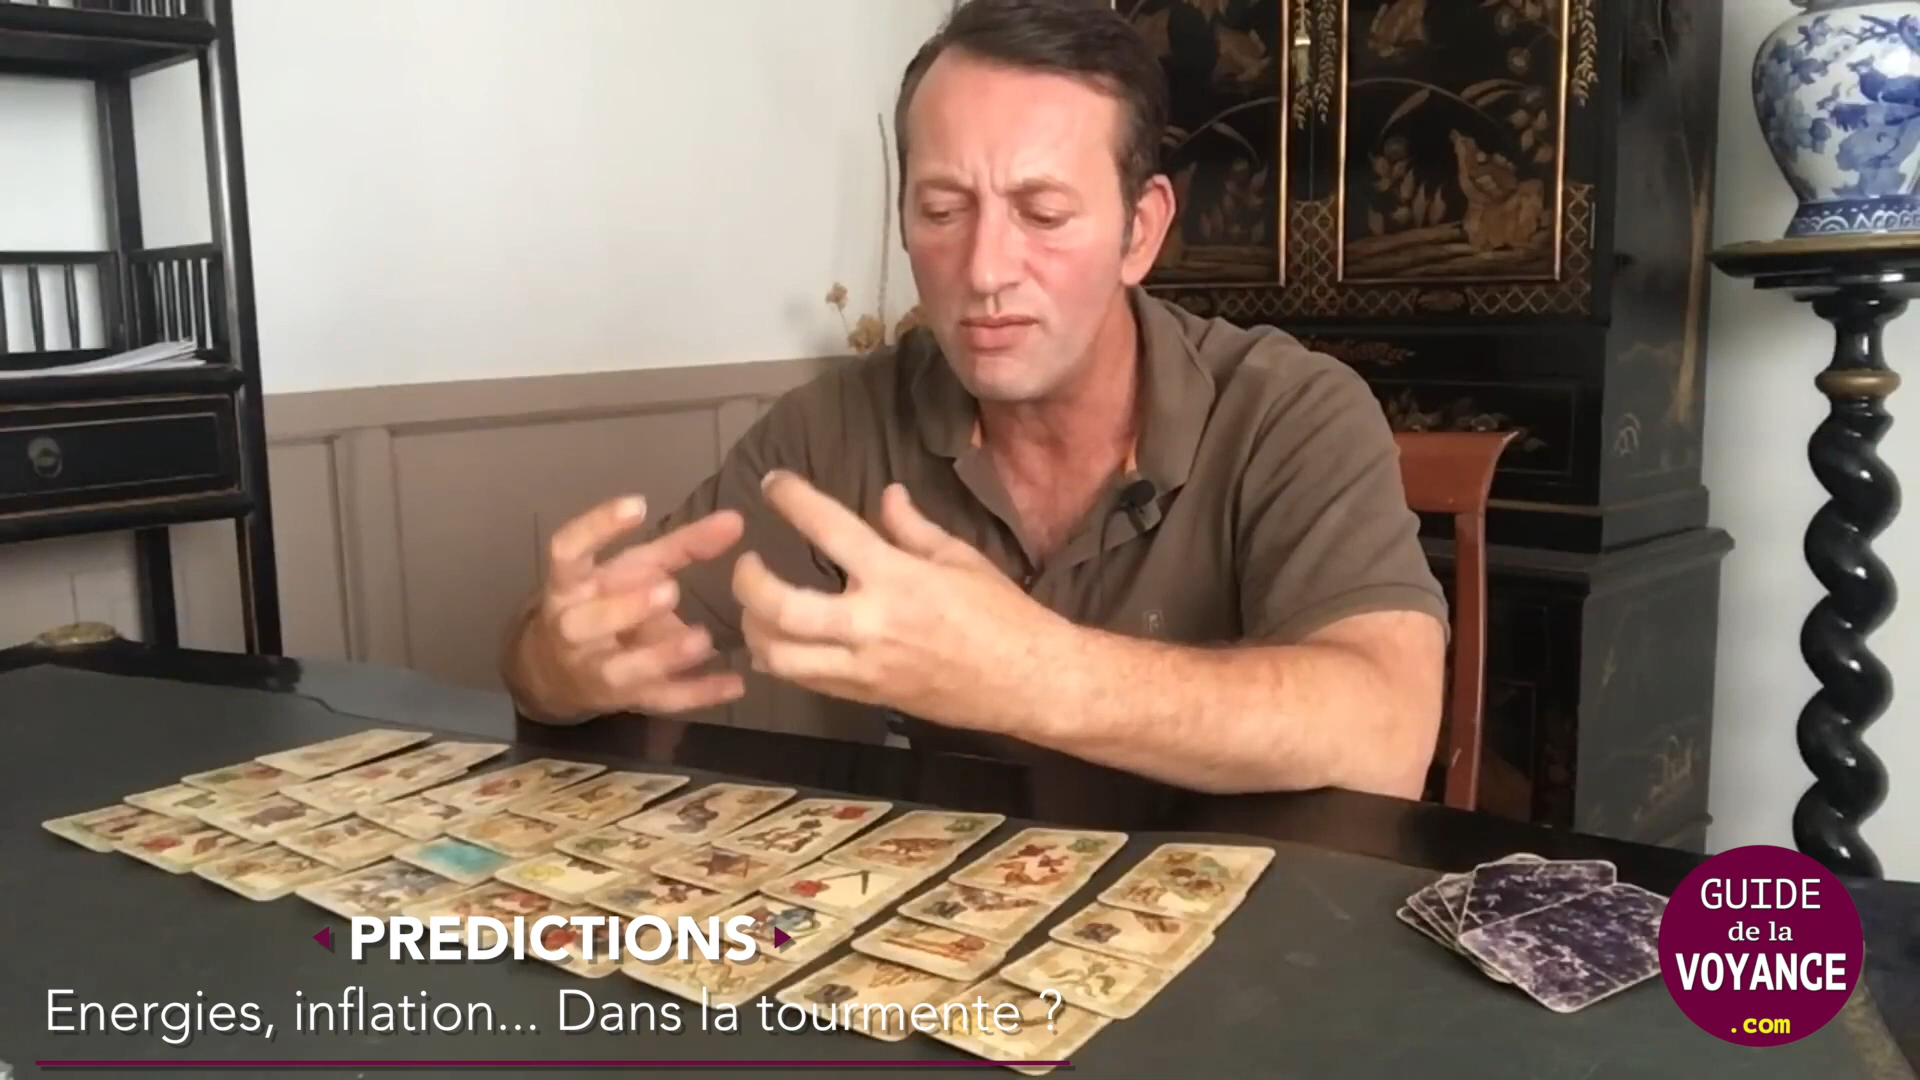 PREDICTIONS
Energies, inflation... Dans la tourmente ?
GUIDE
de la
VOYANCE
.com